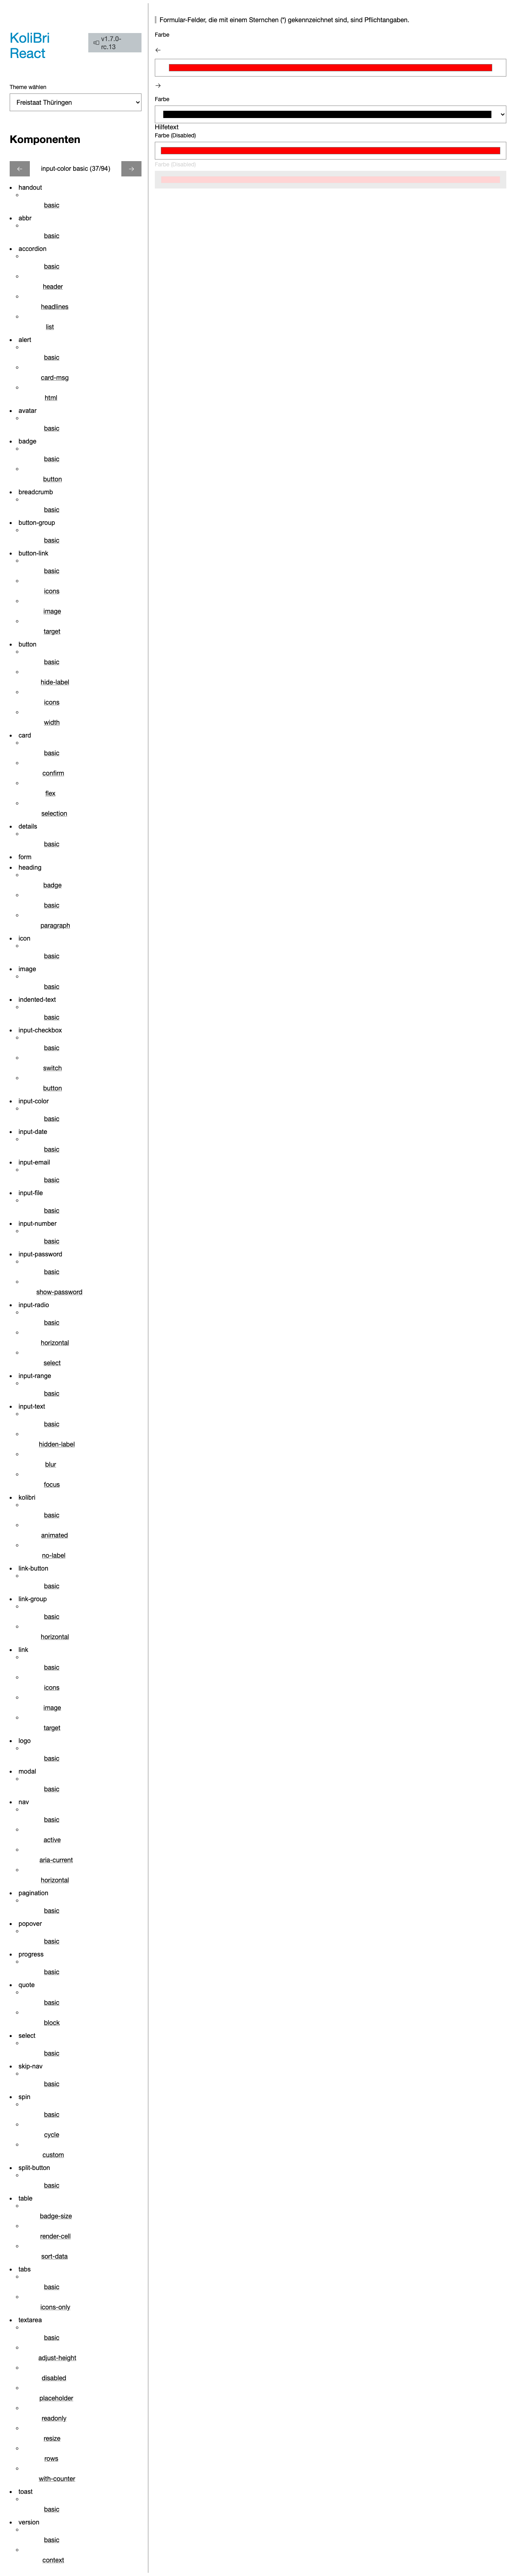 KoliBri
React
v1.7.0-
rc.13
Theme wählen
Freistaat Thüringen
Komponenten
input-color basic (37/94)
handout
basic
abbr
basic
accordion
basic
header
headlines
list
alert
basic
card-msg
html
avatar
basic
badge
basic
button
breadcrumb
basic
button-group
basic
button-link
basic
icons
image
target
button
basic
hide-label
icons
width
card
basic
confirm
flex
selection
details
basic
form
heading
badge
basic
paragraph
icon
basic
image
basic
indented-text
basic
input-checkbox
basic
switch
button
input-color
basic
input-date
basic
input-email
basic
input-file
basic
input-number
basic
input-password
basic
show-password
input-radio
basic
horizontal
select
input-range
basic
input-text
basic
hidden-label
blur
focus
kolibri
basic
animated
no-label
link-button
basic
link-group
basic
horizontal
link
basic
icons
image
target
logo
basic
modal
basic
nav
basic
active
aria-current
horizontal
pagination
basic
popover
basic
progress
basic
quote
basic
block
select
basic
skip-nav
basic
spin
basic
cycle
custom
split-button
basic
table
badge-size
render-cell
sort-data
tabs
basic
icons-only
textarea
basic
adjust-height
disabled
placeholder
readonly
resize
rows
with-counter
toast
basic
version
basic
context
Formular-Felder, die mit einem Sternchen (*) gekennzeichnet sind, sind Pflichtangaben.
Farbe
Farbe
Hilfetext
Farbe (Disabled)
Farbe (Disabled)